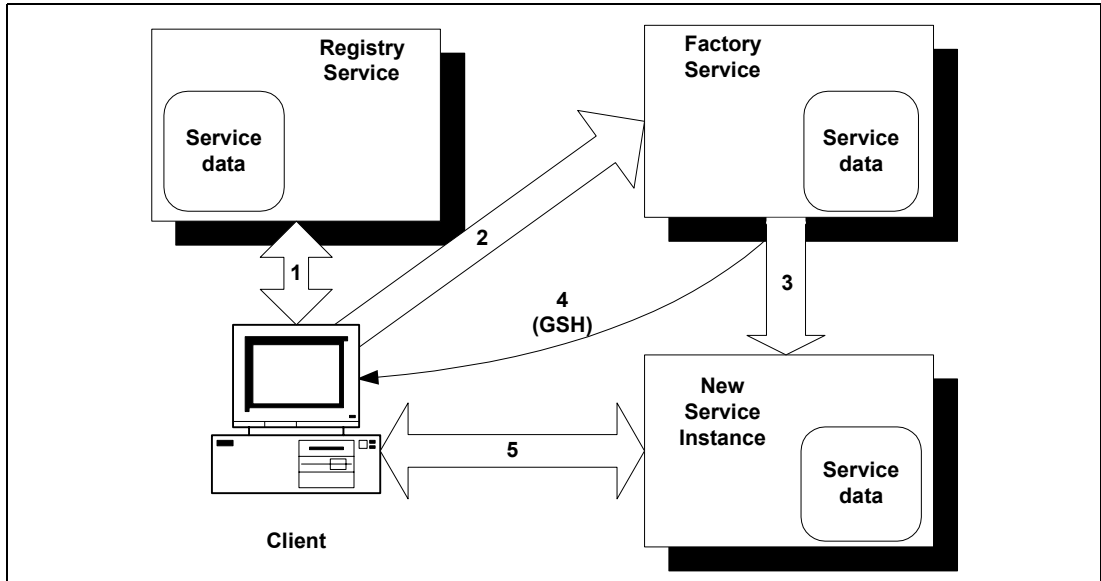 Registry
Service
Service
data
Factory
Service
Service
data
1
2
3
4
(GSH)
5
New
Service
Instance
Service
data
Client